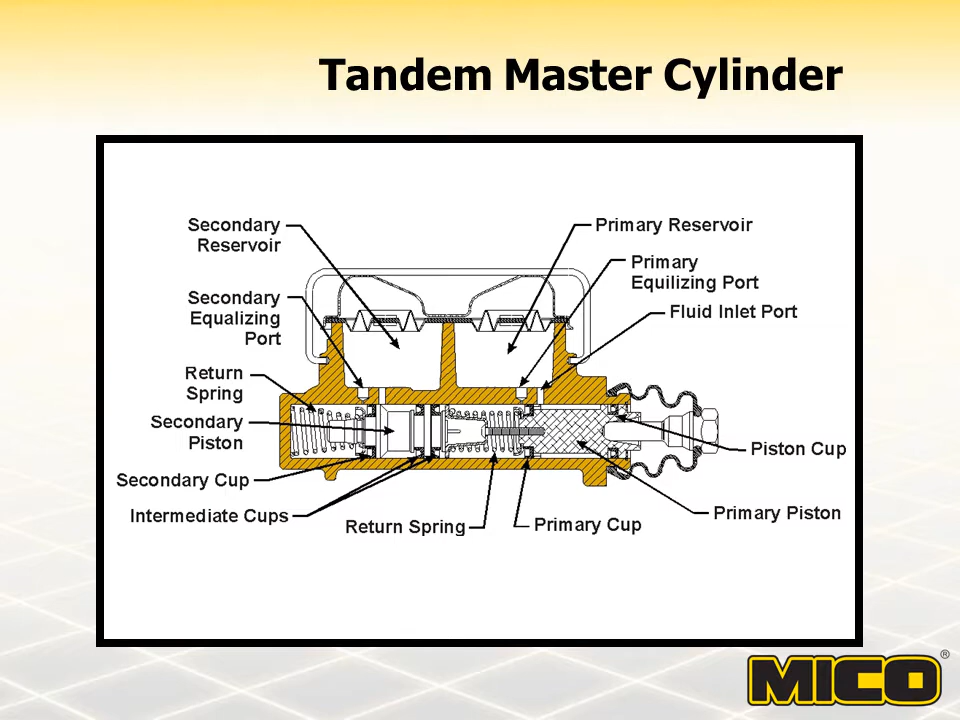 Tandem Master Cylinder
Secondary
Reservoir
Primary Reservoir
Primary
Equilizing Port
Secondary
Equalizing
Port
Fluid Inlet Port
Return
Spring
Secondary
Piston
Piston Cup
Secondary Cup
Intermediate Cups
Return Spring
Primary Cup
Primary Piston
MICO®